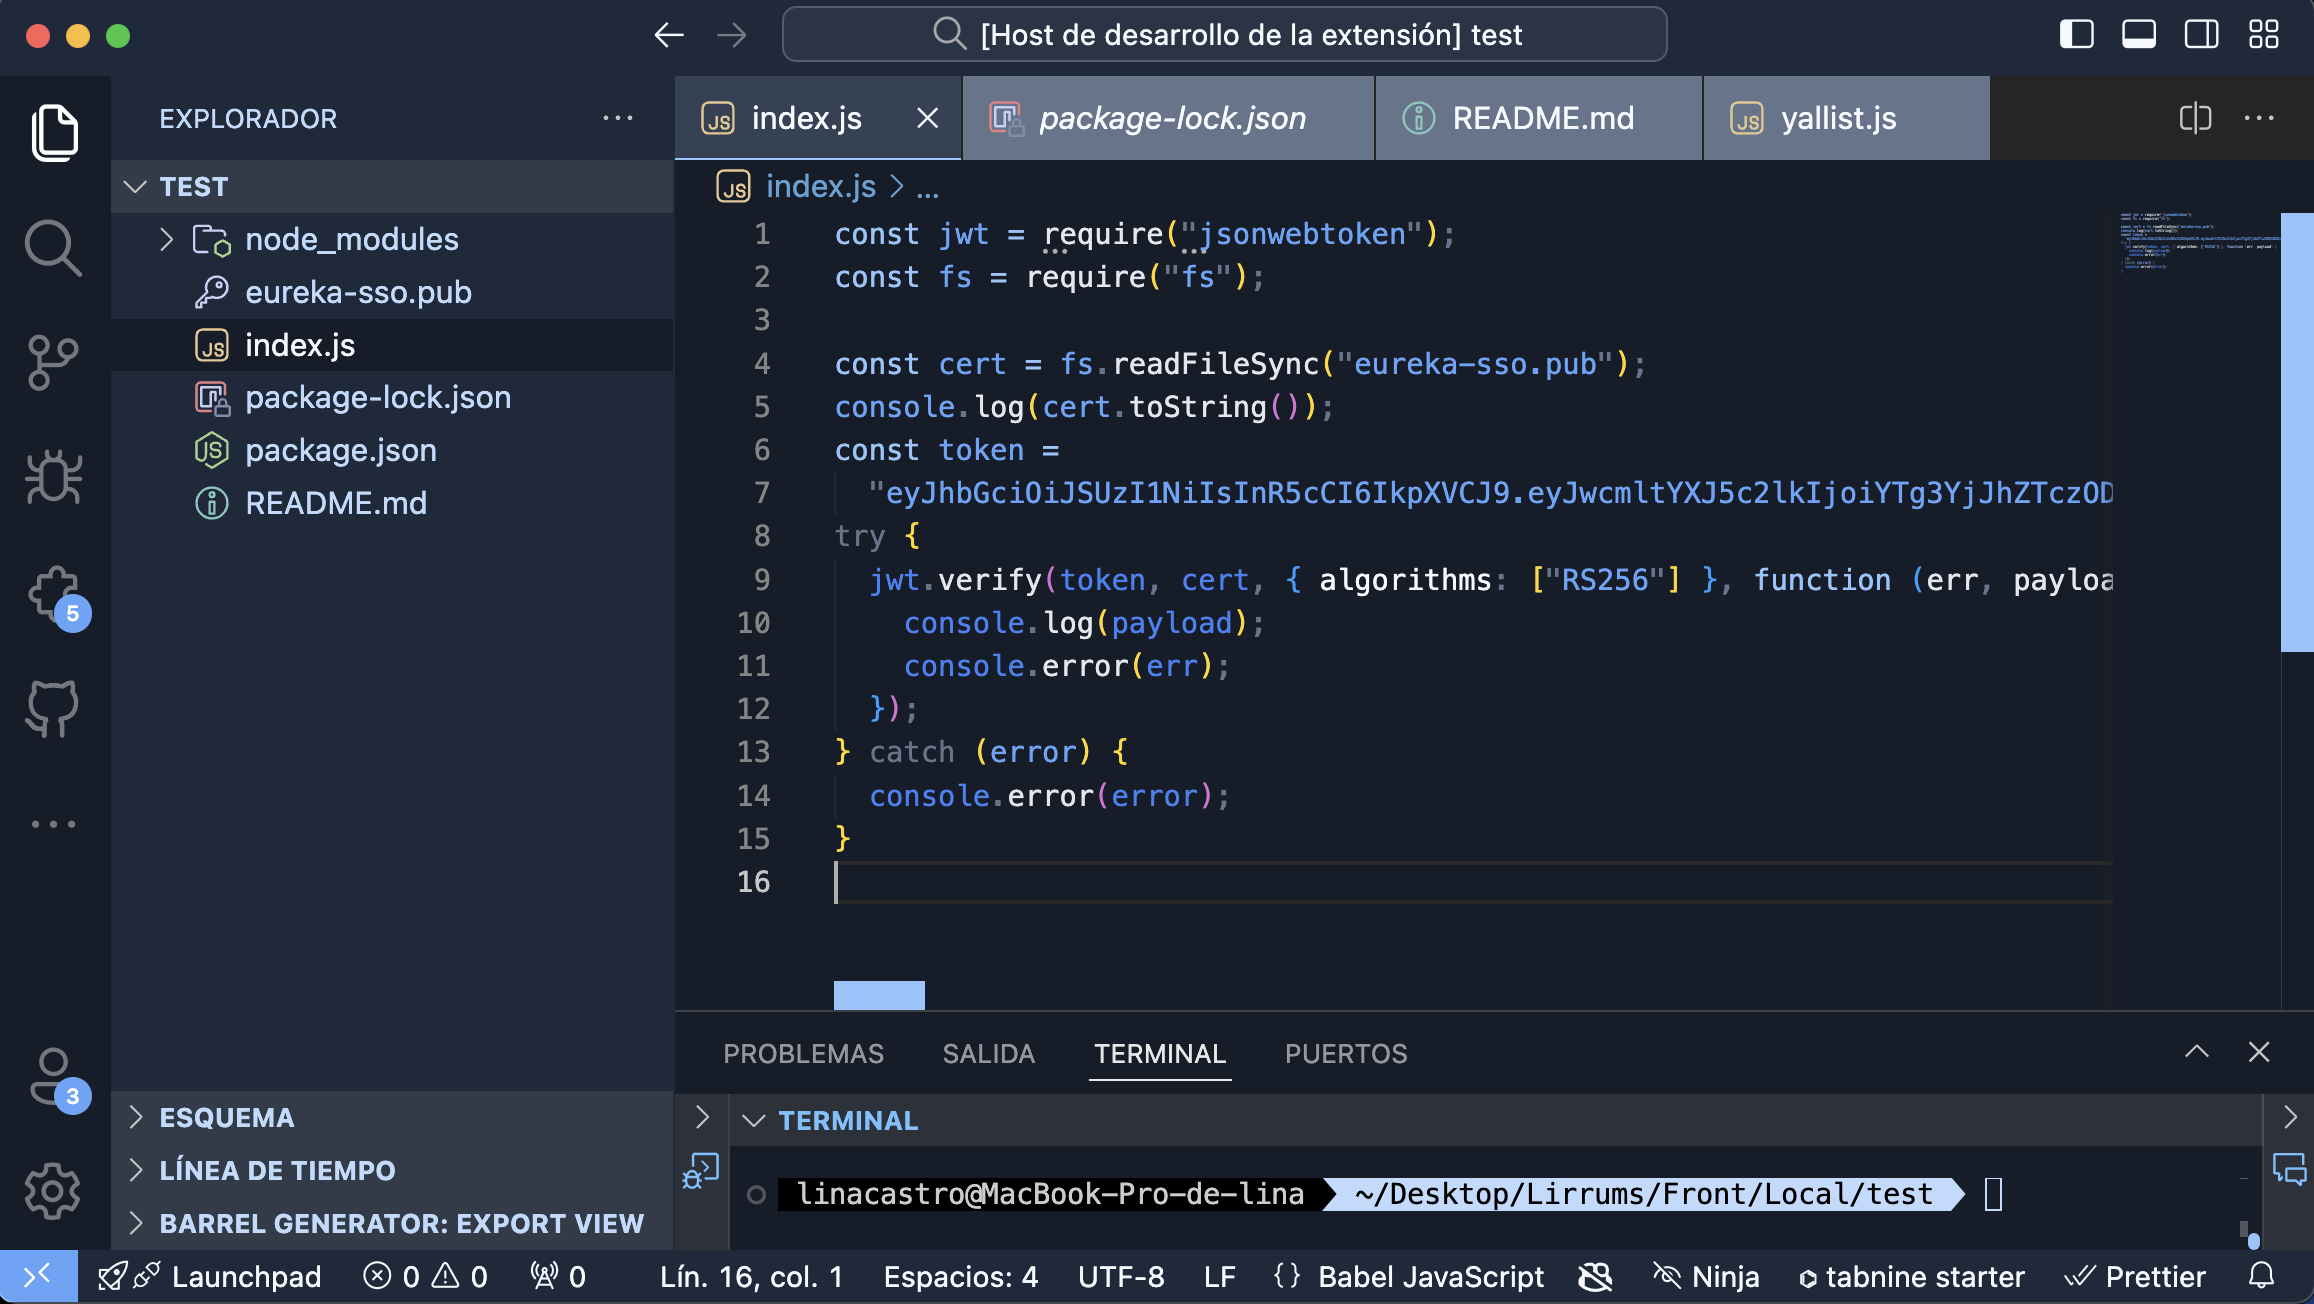 [Host de desarrollo de la extensión] test
EXPLORADOR
TEST
node_modules
eureka-sso.pub
JS index.js
package-lock.json
JS package.json
README.md
ESQUEMA
LÍNEA DE TIEMPO
BARREL GENERATOR: EXPORT VIEW
5
3
JS index.js
package-lock.json
README.md
JS yallist.js
JS index.js > ...
1 const jwt = require("jsonwebtoken");
2 const fs = require("fs");
3
4 const cert = fs.readFileSync("eureka-sso.pub");
5 console.log(cert.toString());
6 const token =
7 "eyJhbGciOiJSUzI1NiIsInR5cCI6IkpXVCJ9.eyJwcmltYXJ5c2lkIjoiYTg3YjJhZTczOD
8 try {
9 jwt.verify(token, cert, { algorithms: ["RS256"] }, function (err, payloa
10 console.log(payload);
11 console.error(err);
12 });
13 } catch (error) {
14 console.error(error);
15 }
16
PROBLEMAS SALIDA TERMINAL PUERTOS
TERMINAL
linacastro@MacBook-Pro-de-lina ~/Desktop/Lirrums/Front/Local/test
Launchpad 0 0 0 Lín. 16, col. 1 Espacios: 4 UTF-8 LF {} Babel JavaScript Ninja tabnine starter Prettier